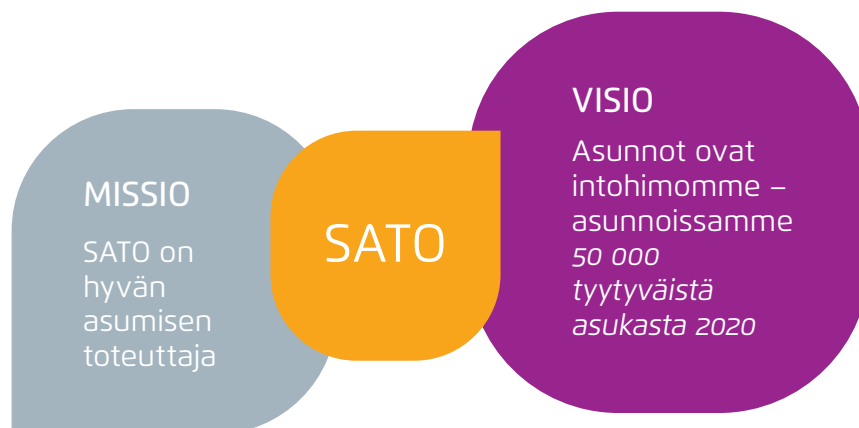 MISSIO
SATO on
hyvän
asumisen
toteuttaja
SATO
VISIO
Asunnot ovat
intohimomme –
asunnoissamme
50 000
tyytyväistä
asukasta 2020